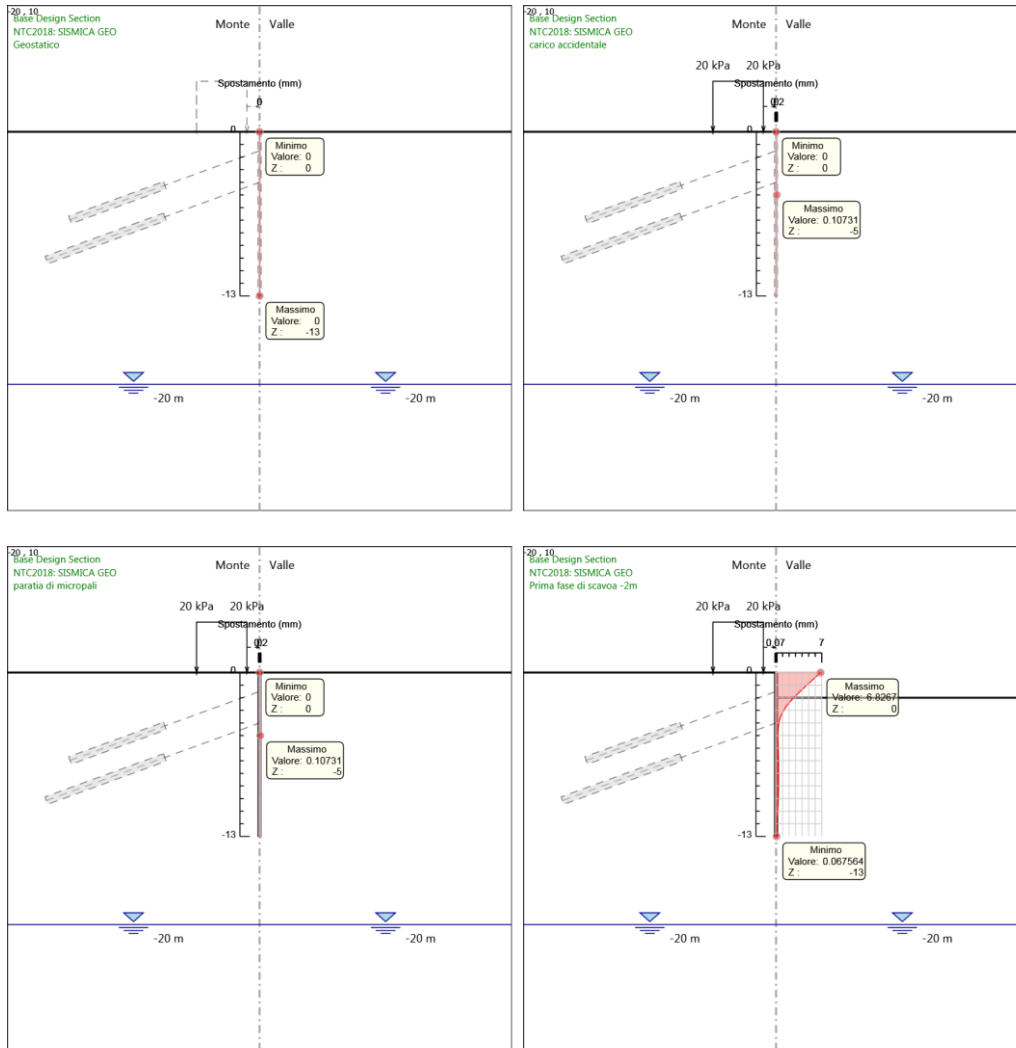 -20 , 10
Base Design Section
NTC2018: SISMICA GEO
Geostatico
Monte
Valle
Spostamento (mm)
0
0
Minimo
Valore: 0
Z : 0
-13
Massimo
Valore: 0
Z : -13
-20 m
-20 m
-20 , 10
Base Design Section
NTC2018: SISMICA GEO
carico accidentale
Monte
Valle
20 kPa
20 kPa
Spostamento (mm)
0
Minimo
Valore: 0
Z : 0
Massimo
Valore: 0.10731
Z : -5
-13
-20 m
-20 m
-20 , 10
Base Design Section
NTC2018: SISMICA GEO
paratia di micropali
Monte
Valle
20 kPa
20 kPa
Spostamento (mm)
0
Minimo
Valore: 0
Z : 0
Massimo
Valore: 0.10731
Z : -5
-13
-20 m
-20 m
-20 , 10
Base Design Section
NTC2018: SISMICA GEO
Prima fase di scavoa -2m
Monte
Valle
20 kPa
20 kPa
Spostamento (mm)
0.07
7
0
Massimo
Valore: 6.8267
Z : 0
-13
Minimo
Valore: 0.067564
Z : -13
-20 m
-20 m